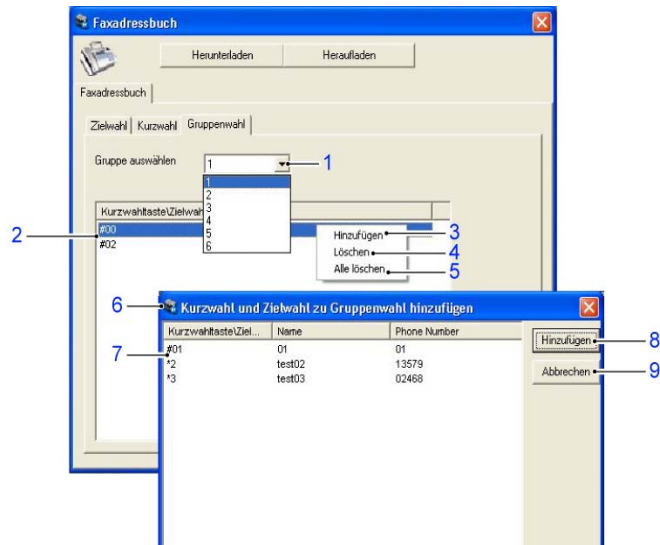 Faxadressbuch
Herunterladen Heraufladen
Faxadressbuch
Zielwahl Kurzwahl Gruppenwahl
Gruppe auswählen 1 1
1
2
3
4
5
6
Kurzwahltaste\Zielwah
2 #00
#02
Hinzufügen 3
Löschen 4
Alle löschen 5
6 Kurzwahl und Zielwahl zu Gruppenwahl hinzufügen
Kurzwahltaste\Ziel... Name Phone Number
7 #01 01 01
*2 test02 13579
*3 test03 02468
Hinzufügen 8
Abbrechen 9